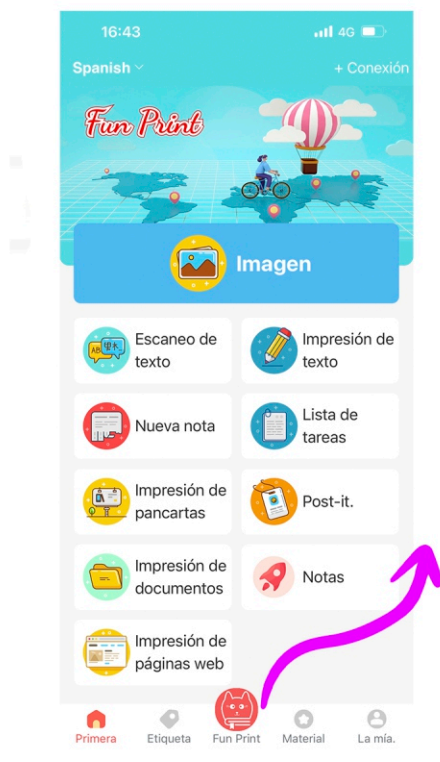 16:43
4G
Spanish
+ Conexión
Fun Print
Imagen
Escaneo de
texto
Impresión de
texto
Nueva nota
Lista de
tareas
Impresión de
pancartas
Post-it.
Impresión de
documentos
Notas
Impresión de
páginas web
Primera
Etiqueta
Fun Print
Material
La mía.